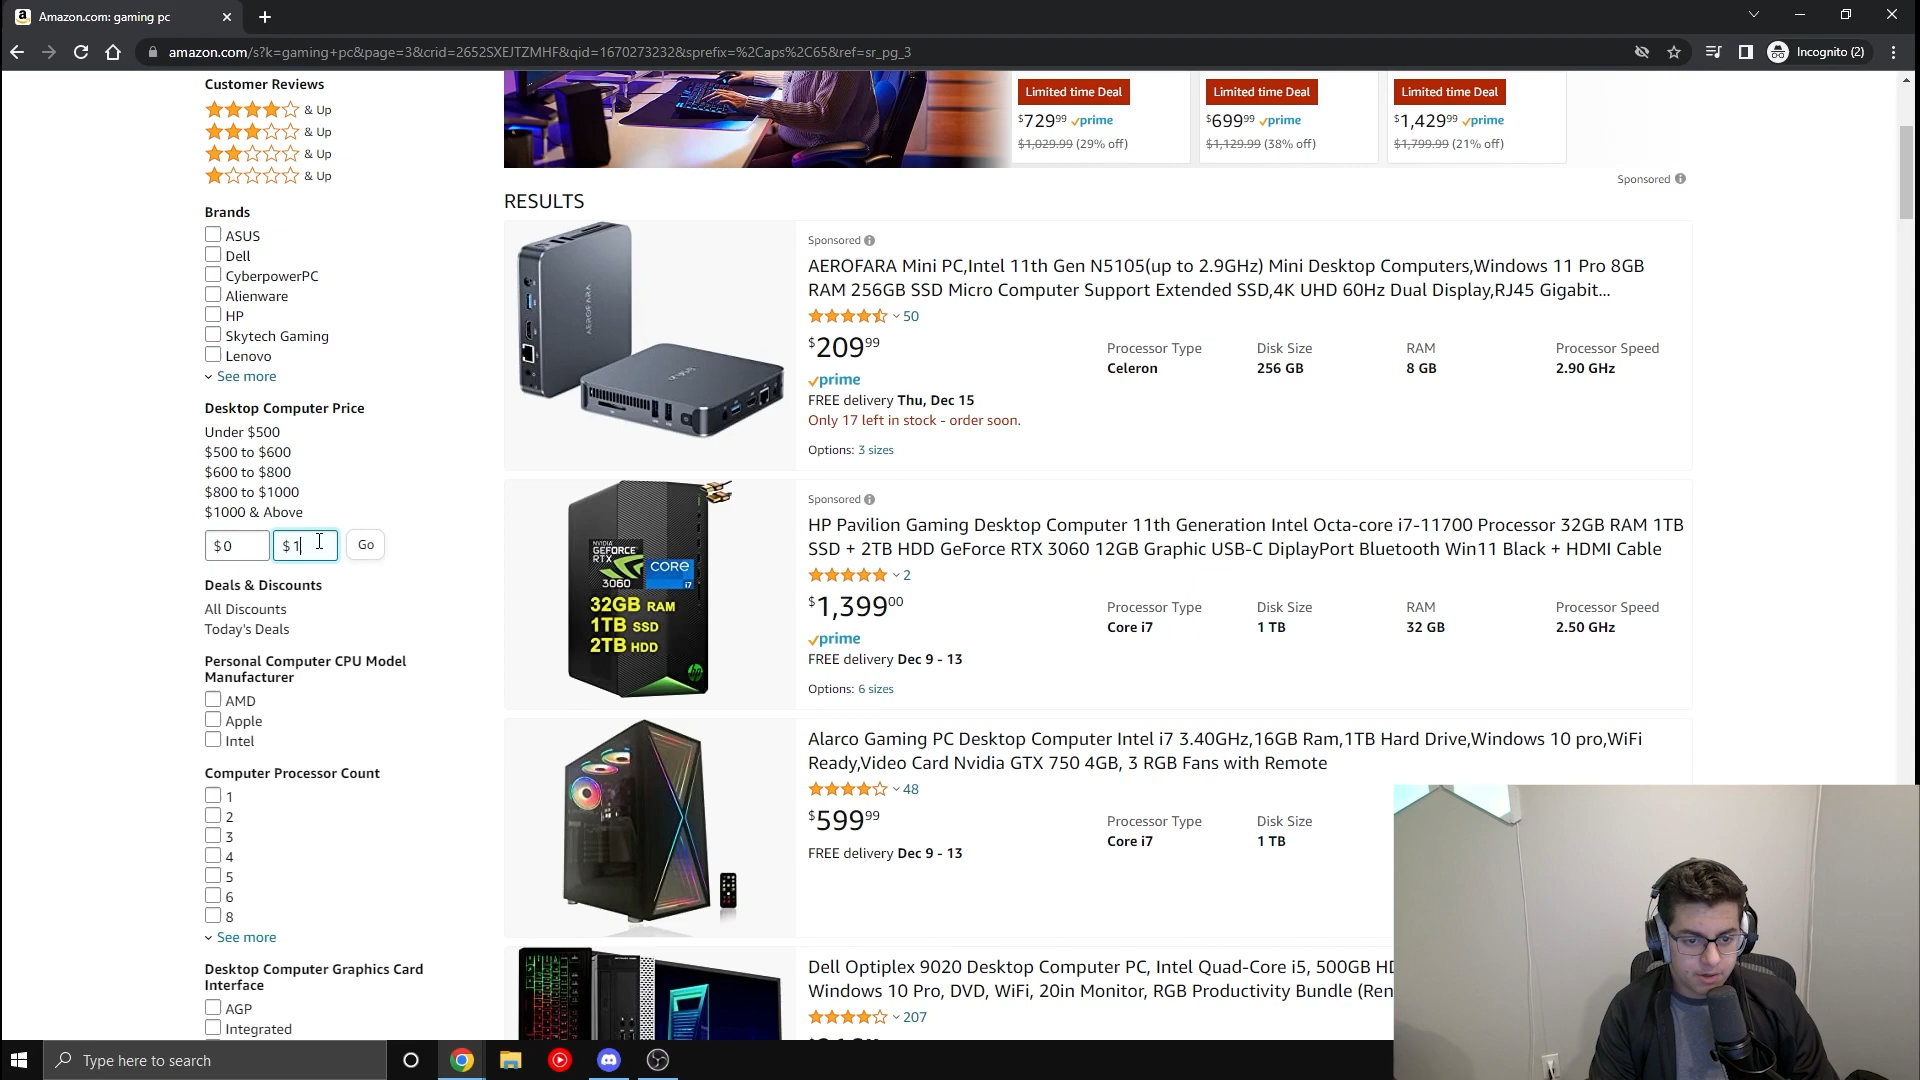 Amazon.com: gaming pc
amazon.com/s?k=gaming+pc&page=3&crid=2652SXEJTZMHF&qid=1670273232&sprefix=%2Caps%2C65&ref=sr_pg_3
Incognito (2)
Customer Reviews
& Up
& Up
& Up
& Up
Brands
ASUS
Dell
CyberpowerPC
Alienware
HP
Skytech Gaming
Lenovo
See more
Desktop Computer Price
Under $500
$500 to $600
$600 to $800
$800 to $1000
$1000 & Above
$0 $1 Go
Deals & Discounts
All Discounts
Today's Deals
Personal Computer CPU Model
Manufacturer
AMD
Apple
Intel
Computer Processor Count
1
2
3
4
5
6
8
See more
Desktop Computer Graphics Card
Interface
AGP
Integrated
Limited time Deal Limited time Deal Limited time Deal
$729.99 prime $699.99 prime $1,429.99 prime
$1,029.99 (29% off) $1,129.99 (38% off) $1,799.99 (21% off)
Sponsored
RESULTS
AEROFARA
Sponsored
AEROFARA Mini PC,Intel 11th Gen N5105(up to 2.9GHz) Mini Desktop Computers,Windows 11 Pro 8GB
RAM 256GB SSD Micro Computer Support Extended SSD,4K UHD 60Hz Dual Display,RJ45 Gigabit...
50
$209.99
Processor Type Disk Size RAM Processor Speed
Celeron 256 GB 8 GB 2.90 GHz
prime
FREE delivery Thu, Dec 15
Only 17 left in stock - order soon.
Options: 3 sizes
NVIDIA
GEFORCE
RTX
3060
CORE
i7
32GB RAM
1TB SSD
2TB HDD
hp
Sponsored
HP Pavilion Gaming Desktop Computer 11th Generation Intel Octa-core i7-11700 Processor 32GB RAM 1TB
SSD + 2TB HDD GeForce RTX 3060 12GB Graphic USB-C DiplayPort Bluetooth Win11 Black + HDMI Cable
2
$1,399.00
Processor Type Disk Size RAM Processor Speed
Core i7 1 TB 32 GB 2.50 GHz
prime
FREE delivery Dec 9 - 13
Options: 6 sizes
Alarco Gaming PC Desktop Computer Intel i7 3.40GHz,16GB Ram,1TB Hard Drive,Windows 10 pro,WiFi
Ready,Video Card Nvidia GTX 750 4GB, 3 RGB Fans with Remote
48
$599.99
Processor Type Disk Size
Core i7 1 TB
FREE delivery Dec 9 - 13
Dell Optiplex 9020 Desktop Computer PC, Intel Quad-Core i5, 500GB HD
Windows 10 Pro, DVD, WiFi, 20in Monitor, RGB Productivity Bundle (Ren
207
Type here to search